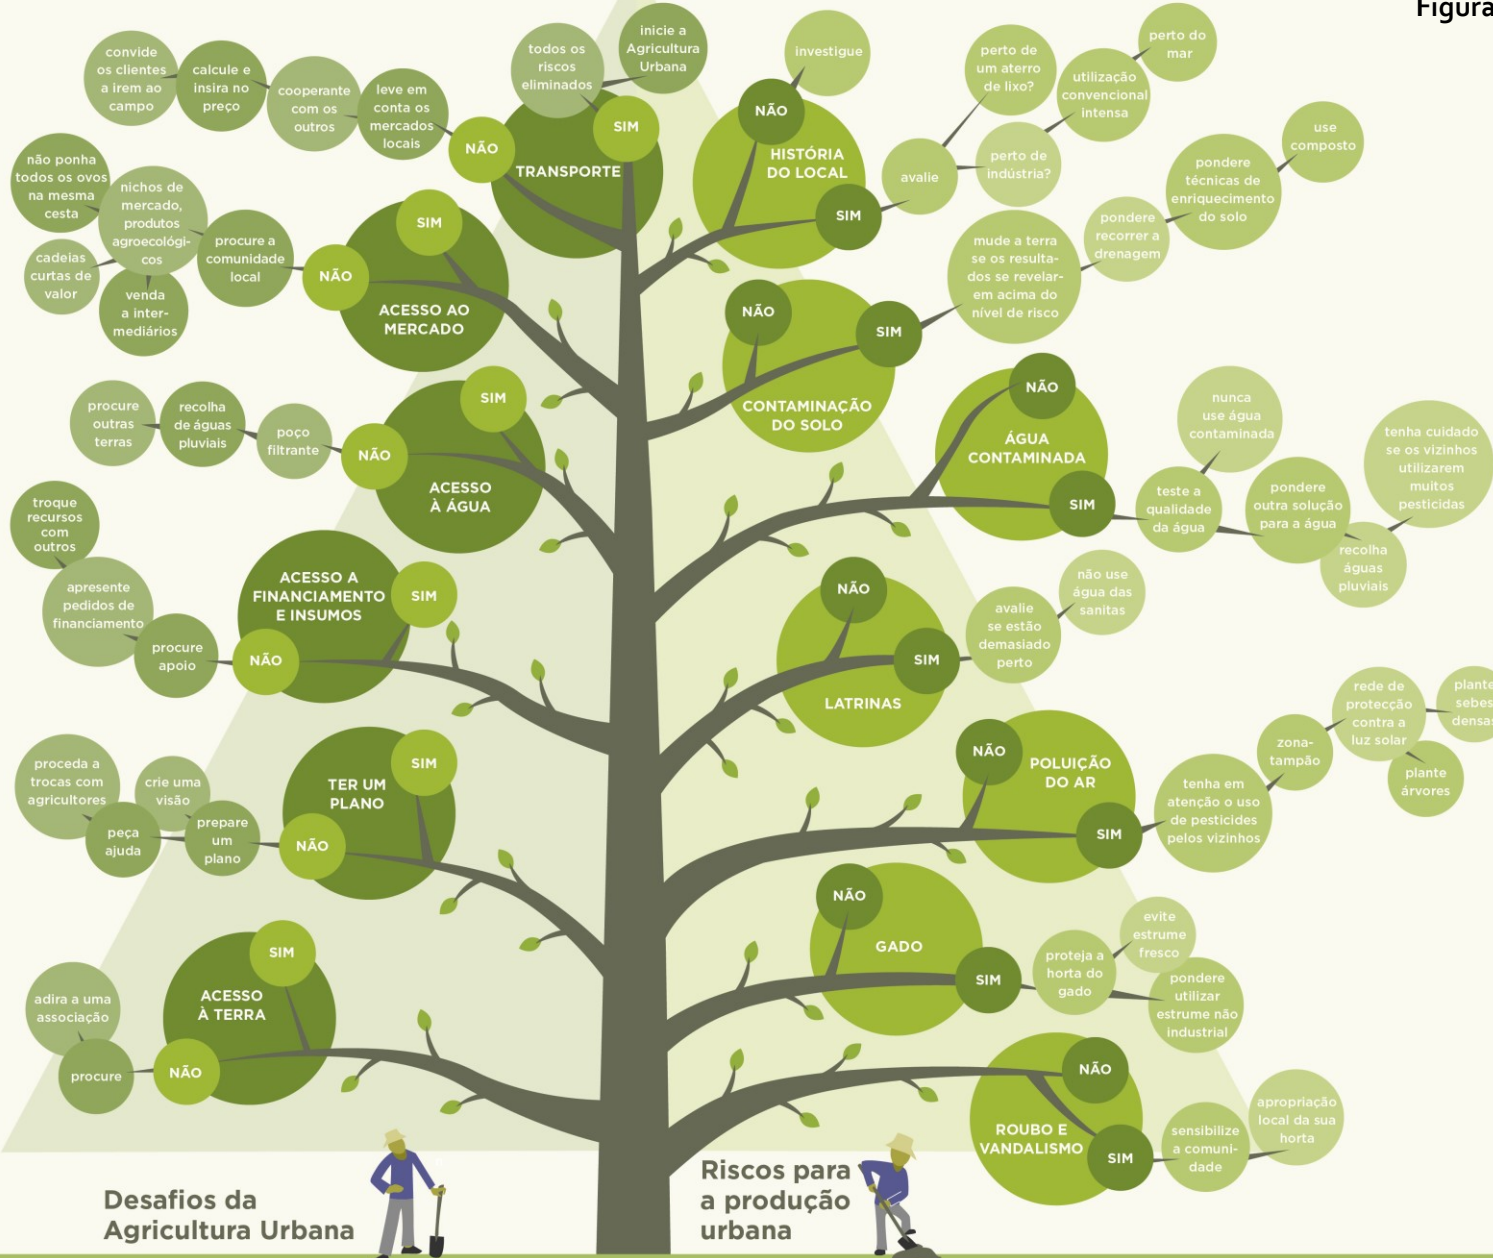 Figura
convide
os clientes
a irem ao
campo
calcule e
insira no
preço
cooperante
com os
outros
leve em
conta os
mercados
locais
NÃO
TRANSPORTE
SIM
todos os
riscos
eliminados
inicie a
Agricultura
Urbana
não ponha
todos os ovos
na mesma
cesta
nichos de
mercado,
produtos
agroecológi-
cos
cadeias
curtas de
valor
venda
a inter-
mediários
procure a
comunidade
local
NÃO
SIM
ACESSO AO
MERCADO
procure
outras
terras
recolha
de águas
pluviais
poço
filtrante
NÃO
SIM
ACESSO
À ÁGUA
troque
recursos
com
outros
apresente
pedidos de
financiamento
procure
apoio
NÃO
ACESSO A
FINANCIAMENTO
E INSUMOS
SIM
proceda a
trocas com
agricultores
peça
ajuda
crie uma
visão
prepare
um
plano
NÃO
TER UM
PLANO
SIM
adira a uma
associação
procure
NÃO
ACESSO
À TERRA
SIM
Desafios da
Agricultura Urbana
investigue
NÃO
HISTÓRIA
DO LOCAL
SIM
avalie
perto de
um aterro
de lixo?
perto de
indústria?
utilização
convencional
intensa
perto do
mar
NÃO
SIM
CONTAMINAÇÃO
DO SOLO
mude a terra
se os resulta-
dos se revelar-
em acima do
nível de risco
pondere
recorrer a
drenagem
pondere
técnicas de
enriquecimento
do solo
use
composto
NÃO
ÁGUA
CONTAMINADA
SIM
teste a
qualidade
da água
nunca
use água
contaminada
pondere
outra solução
para a água
recolha
águas
pluviais
tenha cuidado
se os vizinhos
utilizarem
muitos
pesticidas
NÃO
SIM
LATRINAS
avalie
se estão
demasiado
perto
não use
água das
sanitas
NÃO
POLUIÇÃO
DO AR
SIM
tenha em
atenção o uso
de pesticides
pelos vizinhos
zona-
tampão
rede de
protecção
contra a
luz solar
plante
sebes
densas
plante
árvores
NÃO
GADO
SIM
proteja a
horta do
gado
evite
estrume
fresco
pondere
utilizar
estrume não
industrial
NÃO
ROUBO E
VANDALISMO
SIM
sensibilize
a comuni-
dade
apropriação
local da sua
horta
Riscos para
a produção
urbana